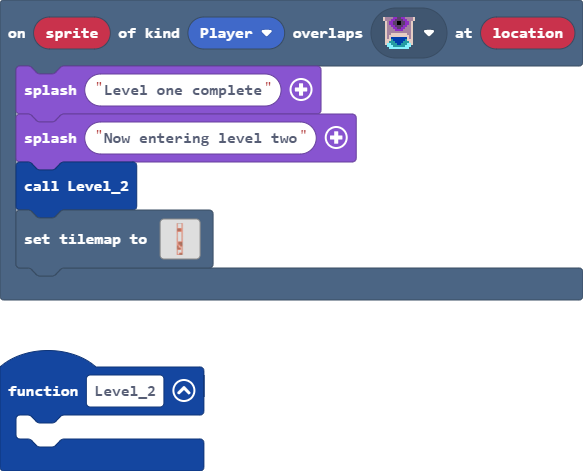 on sprite of kind Player overlaps at location
splash "Level one complete"
splash "Now entering level two"
call Level_2
set tilemap to
function Level_2